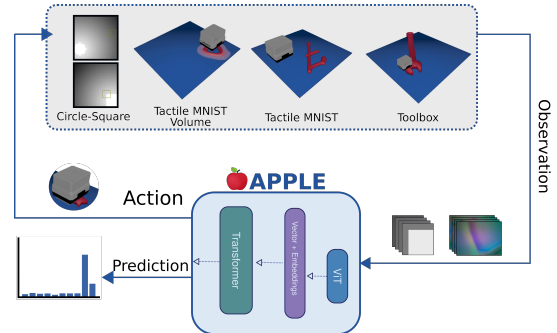 Circle-Square
Tactile MNIST
Volume
Tactile MNIST
Toolbox
Observation
APPLE
Action
Prediction
Transformer
Vector + Embeddings
ViT